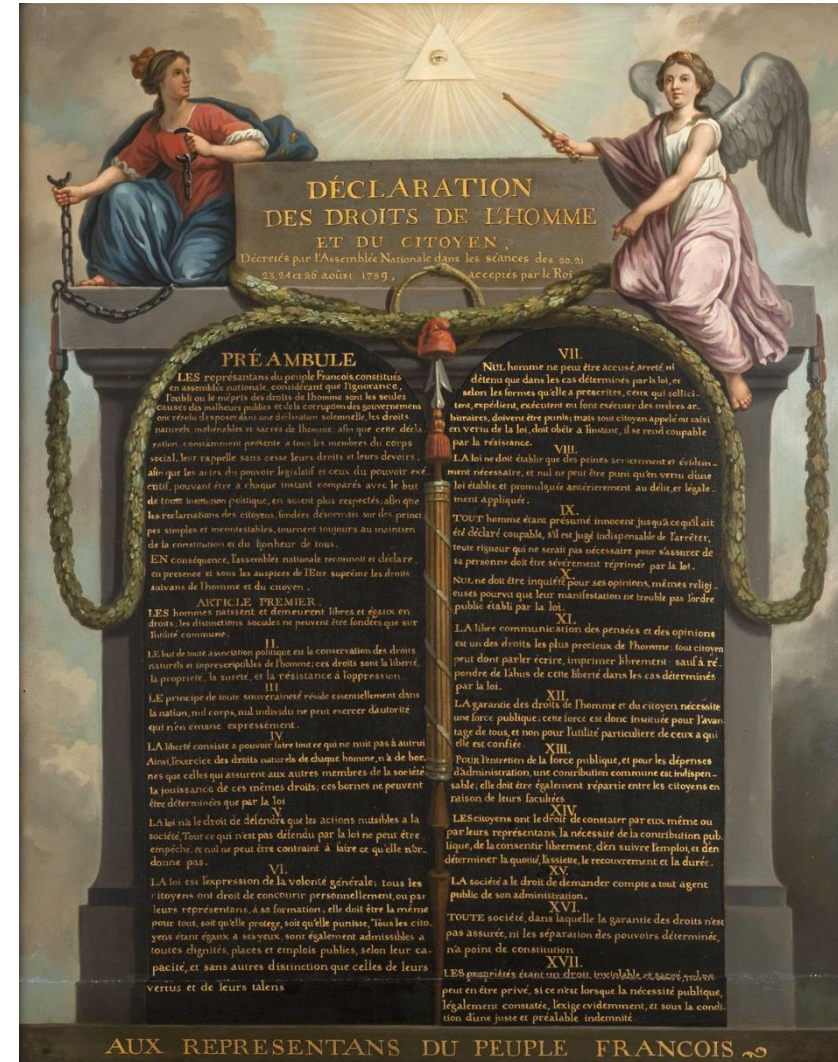 DÉCLARATION
DES DROITS DE L'HOMME
ET DU CITOYEN,
Décretés par l'Assemblée Nationale dans les séances des 20. 21
23, 24 et 26 août 1789, acceptés par le Roi
PRÉAMBULE
LES représantans du peuple Francois constitués
en assemblée nationale, considérant que l'ignorance,
l'oubli ou le mépris des droits de l'homme sont les seules
causes des malheurs publics et de la corruption des gouvernemens
ont résolu d'exposer dans une déclaration solemnelle, les droits
naturels, inaliénables et sacrés de l'homme: afin que cette décla
ration, constamment présente a tous les membres du corps
social, leur rappelle sans cesse leurs droits et leurs devoirs,
afin que les actes du pouvoir legislatif et ceux du pouvoir exé
cutif, pouvant être à chaque instant comparés avec le but
de toute institution politique, en soient plus respectés; afin que
les reclamations des citoyens, fondées désormais sur des princi
pes simples et incontestables, tournent toujours au maintien
de la constitution et du bonheur de tous.
EN conséquence, l'assemblée nationale reconnoit et déclare,
en presence et sous les auspices de l'Etre suprême les droits
suivans de l'homme et du citoyen.
ARTICLE PREMIER.
LES hommes naissent et demeurent libres et égaux en
droits, les distinctions sociales ne peuvent être fondées que sur
l'utilité commune.
II.
LE but de toute association politique est la conservation des droits
naturels et inprescripibles de l'homme; ces droits sont la liberté,
la proprieté, la sureté, et la résistance à l'oppression.
III.
LE principe de toute souveraineté réside essentiellement dans
la nation, nul corps, nul individu ne peut exercer d'autorité
qui n'en emane expressément.
IV.
LA liberté consiste a pouvoir faire tout ce qui ne nuit pas à autrui
Ainsi, l'exercice des droits naturels de chaque homme, n'a de bor-
nes que celles qui assurent aux autres membres de la société
la jouissance de ces mêmes droits; ces bornes ne peuvent
être déterminées que par la loi
V.
LA loi n'a le droit de défendre que les actions nuisibles a la
société, Tout ce qui n'est pas défendu par la loi ne peut être
empêché, et nul ne peut être contraint à faire ce qu'elle n'or-
donne pas.
VI.
LA loi est l'expression de la volonté générale; tous les
citoyens ont droit de concourir personnellement, ou par
leurs représentans, à sa formation; elle doit être la même
pour tous, soit qu'elle protege, soit qu'elle punisse, Tous les cito-
yens étant égaux a ses yeux, sont également admissibles a
toutes dignités, places et emplois publics, selon leur ca-
pacité, et sans autres distinction que celles de leurs
vertus et de leurs talens
VII.
NUL homme ne peut être accusé, arreté ni
détenu que dans les cas déterminés par la loi, et
selon les formes qu'elle a prescrites, ceux qui sollici-
tent, expédient, exécutent ou font exécuter des ordres ar-
bitraires, doivent être punis; mais tout citoyen appelé ou saisi
en vertu de la loi, doit obéir a l'instant, il se rend coupable
par la résistance.
VIII.
LA loi ne doit établir que des peines strictement et évidem-
ment nécessaire, et nul ne peut être puni qu'en vertu d'une
loi établie et promulguée antérierement au délit, et légale-
ment appliquée.
IX.
TOUT homme étant présumé innocent jusqu'à ce qu'il ait
été déclaré coupable, s'il est jugé indispensable de l'arrêter,
toute rigueur qui ne serait pas nécessaire pour s'assurer de
sa personne doit être sévèrement réprimée par la loi.
X.
NUL ne doit être inquiété pour ses opinions, mêmes religi-
euses pourvu que leur manifestation ne trouble pas l'ordre
public établi par la loi.
XI.
LA libre communication des pensées et des opinions
est un des droits les plus precieux de l'homme: tout citoyen
peut dont parler écrire, imprimer librement: sauf à ré-
pondre de l'abus de cette liberté dans les cas déterminés
par la loi.
XII.
LA garantie des droits de l'homme et du citoyen nécessite
une force publique; cette force est donc instituée pour l'avan
tage de tous, et non pour l'utilité particuliere de ceux a qui
elle est confiée.
XIII.
POUR l'entretien de la force publique, et pour les dépenses
d'administration, une contribution commune est indispen-
sable; elle doit être également répartie entre les citoyens en
raison de leurs facultées
XIV.
LES citoyens ont le droit de constater par eux même ou
par leurs représentans, la nécessité de la contribution pub-
lique, de la consentir librement, d'en suivre l'emploi, et d'en
déterminer la quotité, l'assiette, le recouvrement et la durée.
XV.
LA société a le droit de demander compte a tout agent
public de son administration.
XVI.
TOUTE société, dans laquelle la garantie des droits n'est
pas assurée, ni les séparation des pouvoirs déterminée,
n'a point de constitution
XVII.
LES propriétés étant un droit inviolable et sacré, nul ne
peut en être privé, si ce n'est lorsque la nécessité publique,
légalement constatée, l'exige evidemment, et sous la condi-
tion d'une juste et préalable indemnité.
AUX REPRESENTANS DU PEUPLE FRANCOIS